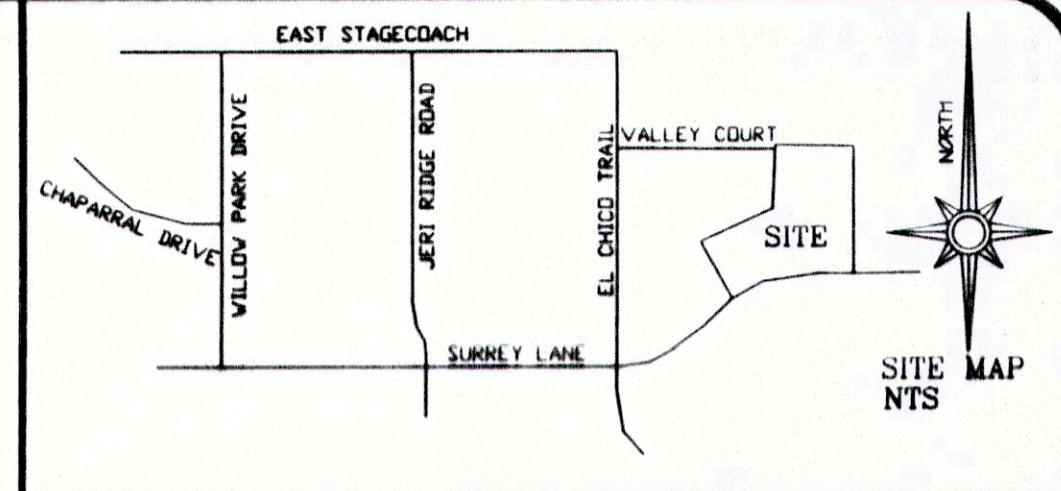 EAST STAGECOACH
WILLOW PARK DRIVE
JERI RIDGE ROAD
EL CHICO TRAIL
VALLEY COURT
NORTH
CHAPARRAL DRIVE
SITE
SURREY LANE
SITE MAP
NTS